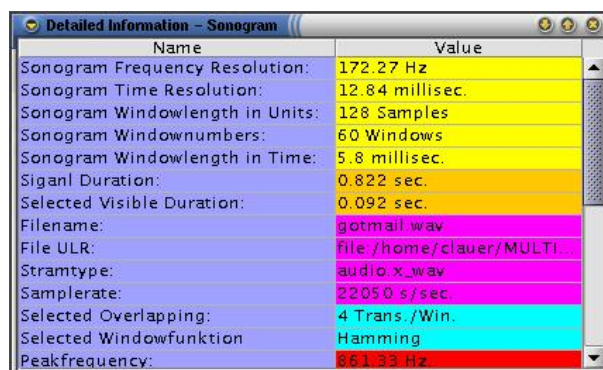 Detailed Information – Sonogram
Name Value
Sonogram Frequency Resolution: 172.27 Hz
Sonogram Time Resolution: 12.84 millisec.
Sonogram Windowlength in Units: 128 Samples
Sonogram Windownumbers: 60 Windows
Sonogram Windowlength in Time: 5.8 millisec.
Siganl Duration: 0.822 sec.
Selected Visible Duration: 0.092 sec.
Filename: gotmail.wav
File ULR: file:/home/clauer/MULTI...
Stramtype: audio.x_wav
Samplerate: 22050 s/sec.
Selected Overlapping: 4 Trans./Win.
Selected Windowfunktion Hamming
Peakfrequency: 861.33 Hz.